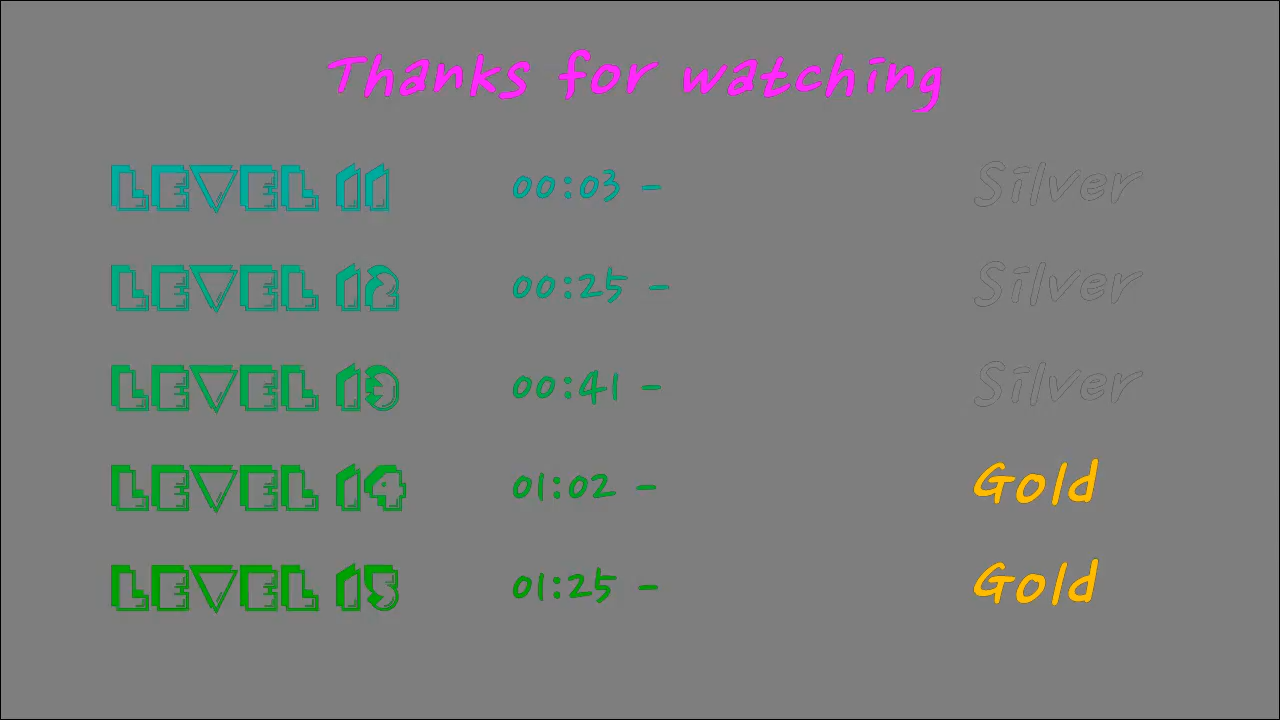 Thanks for watching
LEVEL 11 00:03 - Silver
LEVEL 12 00:25 - Silver
LEVEL 13 00:41 - Silver
LEVEL 14 01:02 - Gold
LEVEL 15 01:25 - Gold